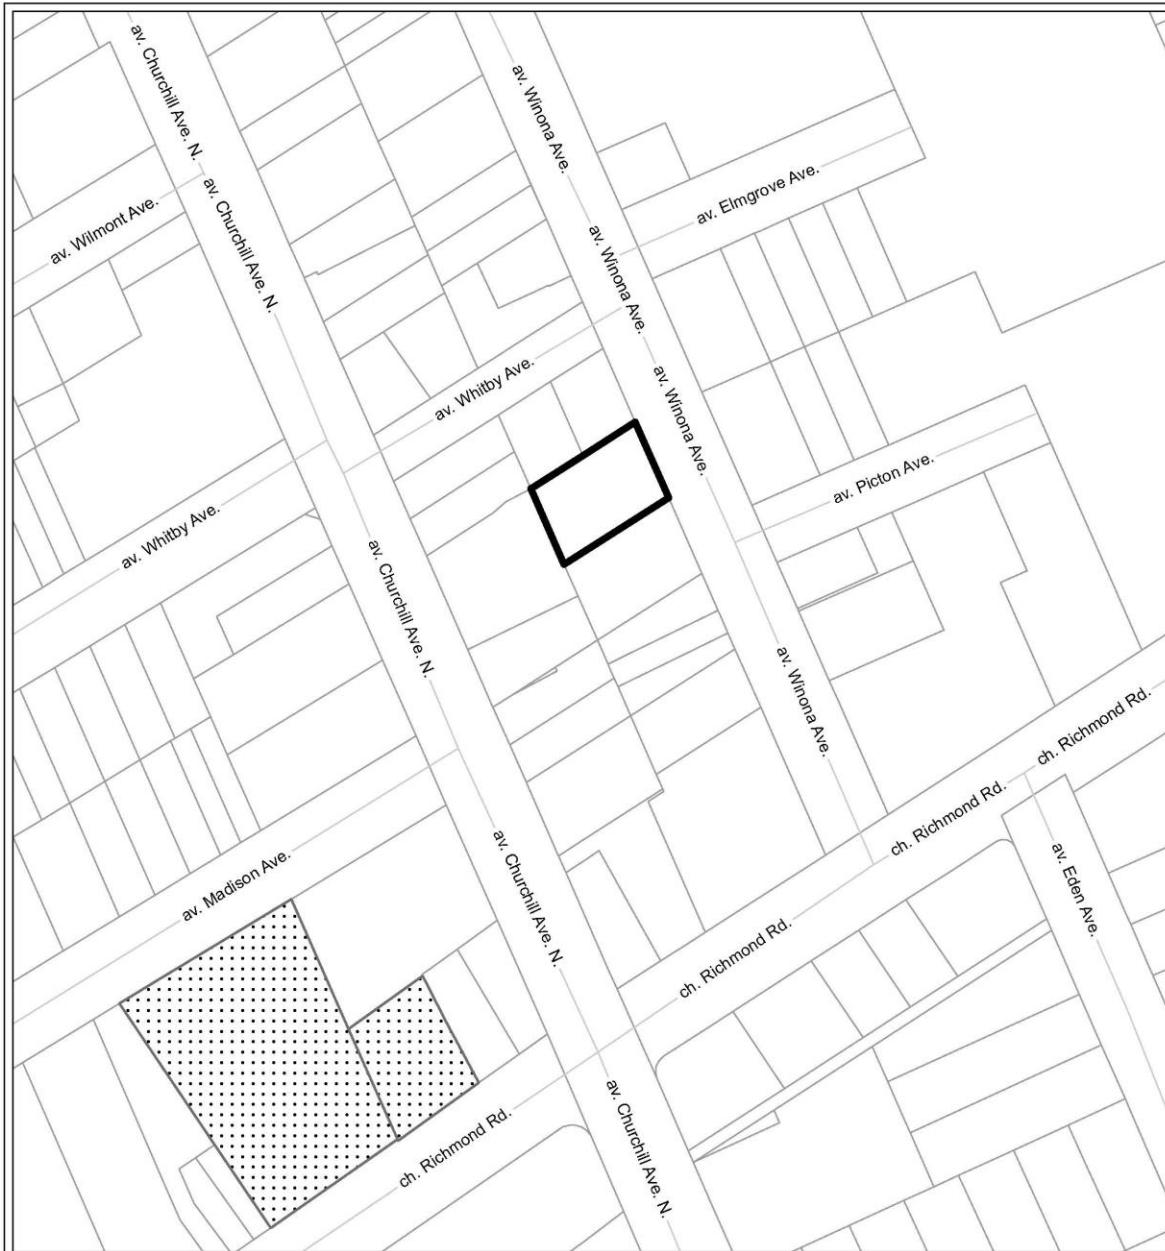 av. Churchill Ave. N.
av. Winona Ave.
av. Elmgrove Ave.
av. Wilmont Ave.
av. Churchill Ave. N.
av. Winona Ave.
av. Whitby Ave.
av. Winona Ave.
av. Picton Ave.
av. Whitby Ave.
av. Churchill Ave. N.
av. Winona Ave.
ch. Richmond Rd.
ch. Richmond Rd.
av. Madison Ave.
av. Churchill Ave. N.
av. Eden Ave.
ch. Richmond Rd.
ch. Richmond Rd.
av. Churchill Ave. N.